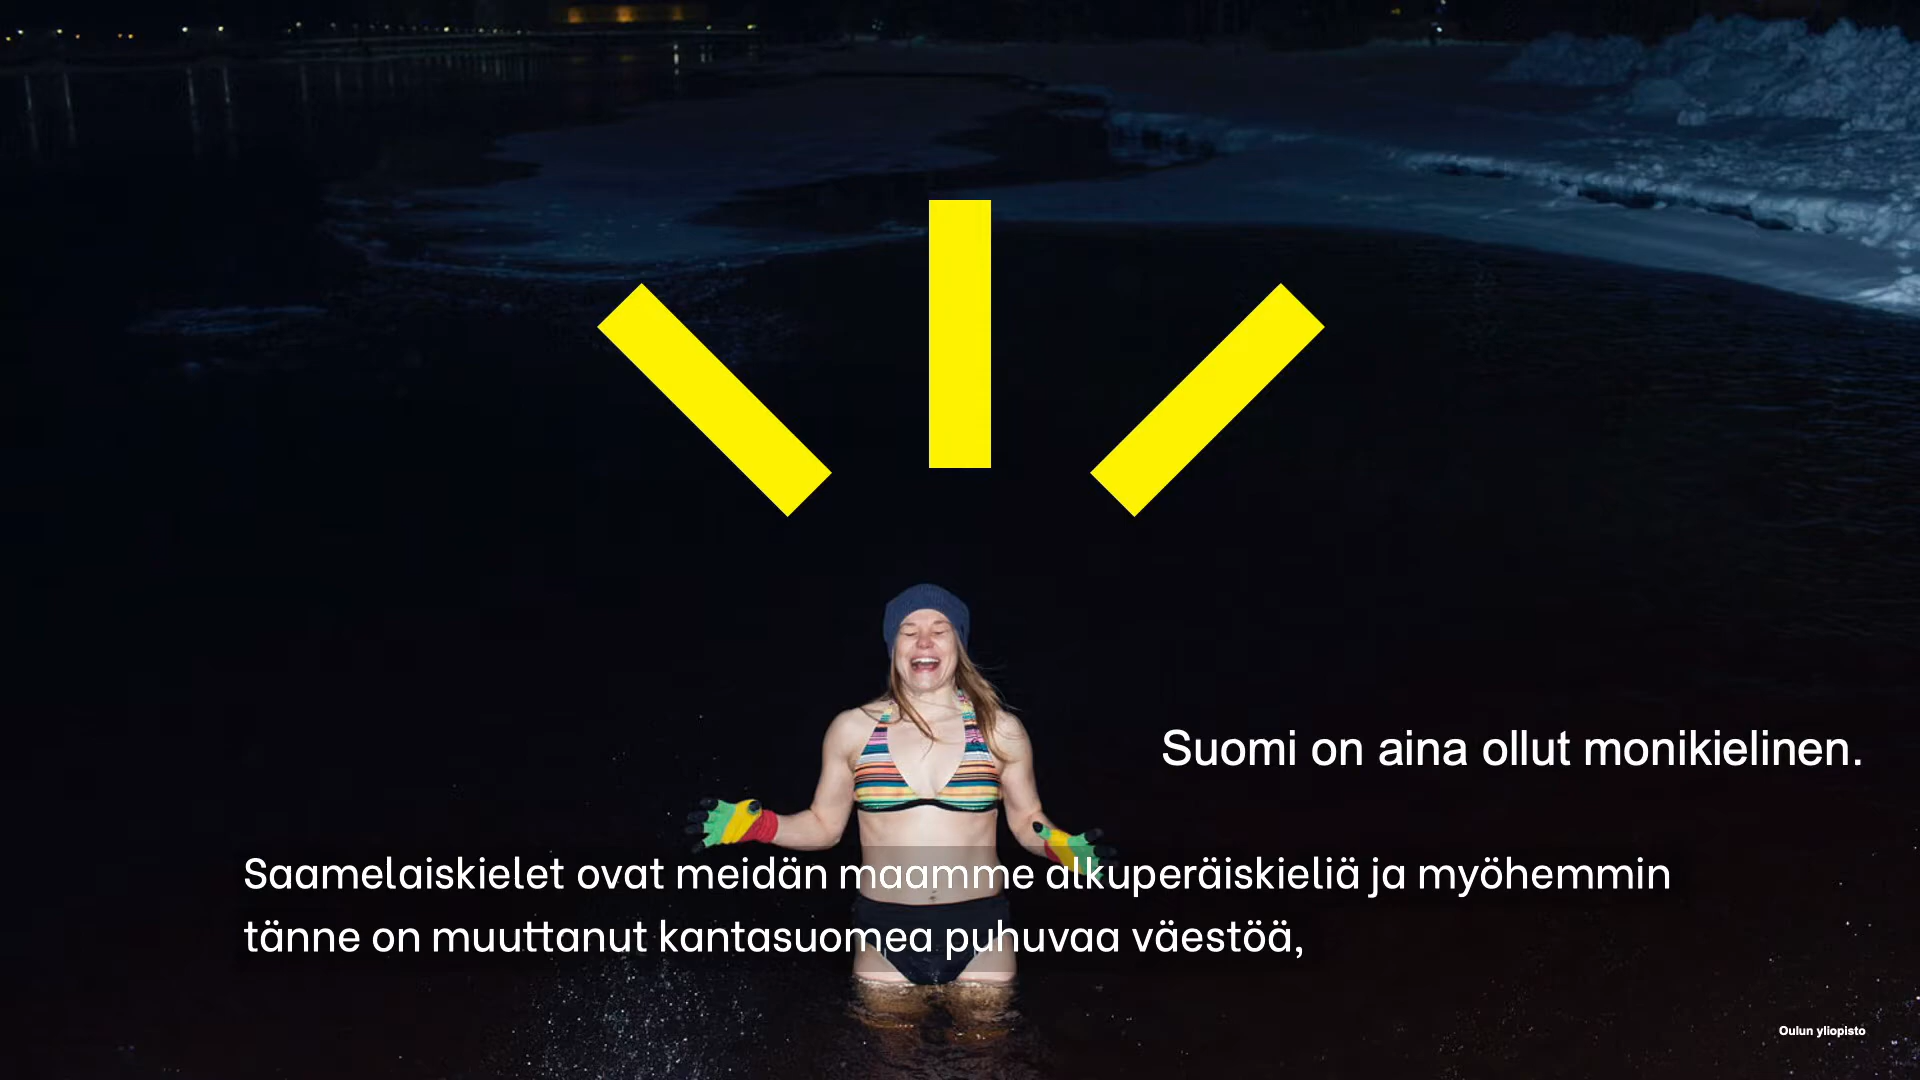 Suomi on aina ollut monikielinen.
Saamelaiskielet ovat meidän maamme alkuperäiskieliä ja myöhemmin
tänne on muuttanut kantasuomea puhuvaa väestöä,
Oulun yliopisto